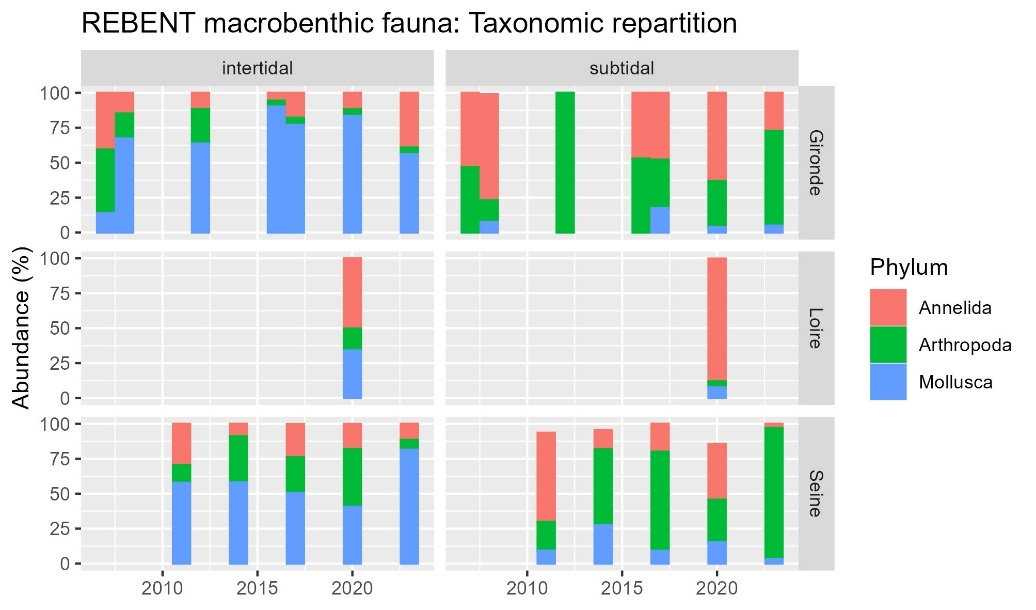 REBENT macrobenthic fauna: Taxonomic repartition
intertidal
subtidal
100
75
50
25
0
Gironde
100
75
50
25
0
Loire
100
75
50
25
0
Seine
Abundance (%)
2010
2015
2020
2010
2015
2020
Phylum
Annelida
Arthropoda
Mollusca